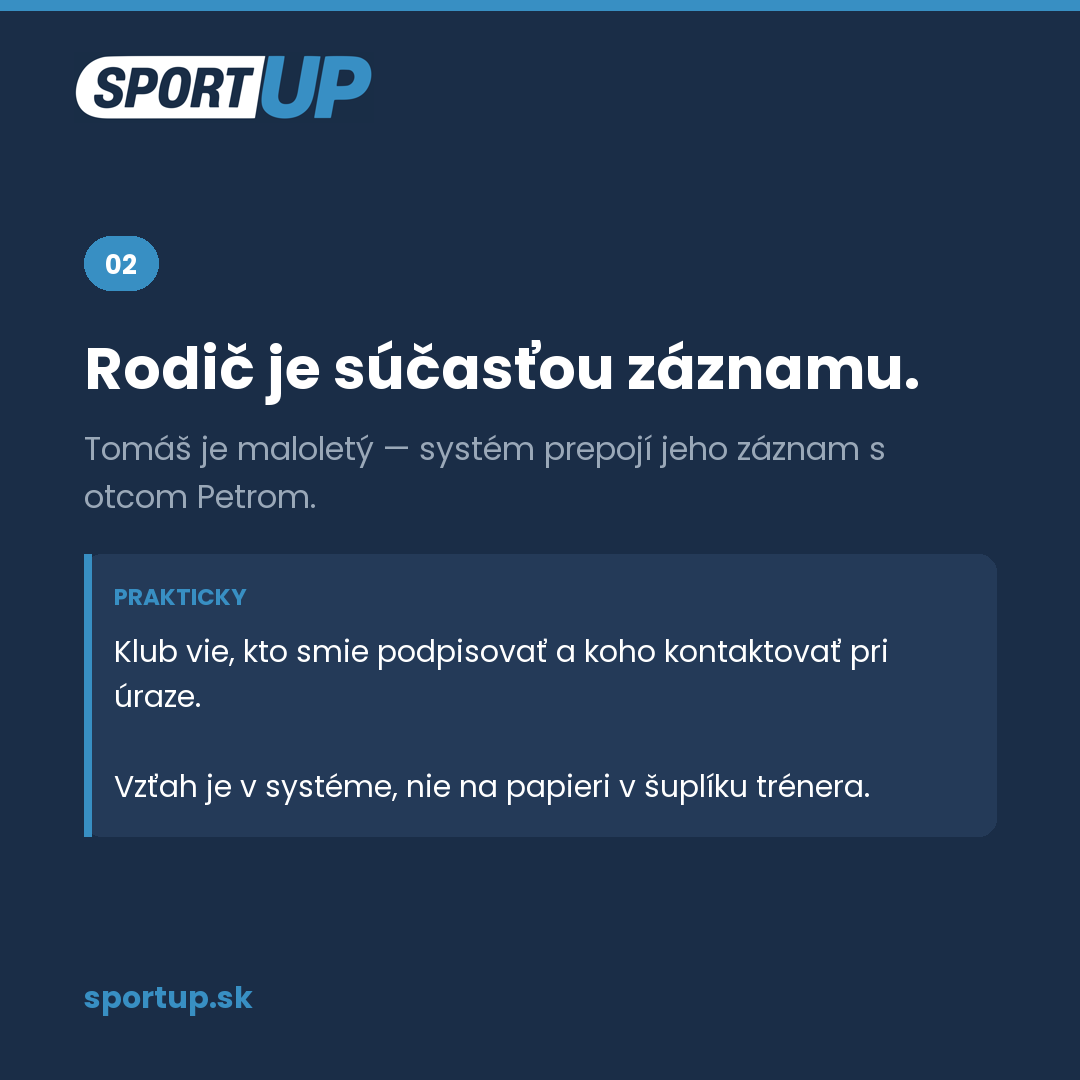 SPORTUP
02
Rodič je súčasťou záznamu.
Tomáš je maloletý — systém prepojí jeho záznam s
otcom Petrom.
PRAKTICKY
Klub vie, kto smie podpisovať a koho kontaktovať pri
úraze.
Vzťah je v systéme, nie na papieri v šuplíku trénera.
sportup.sk